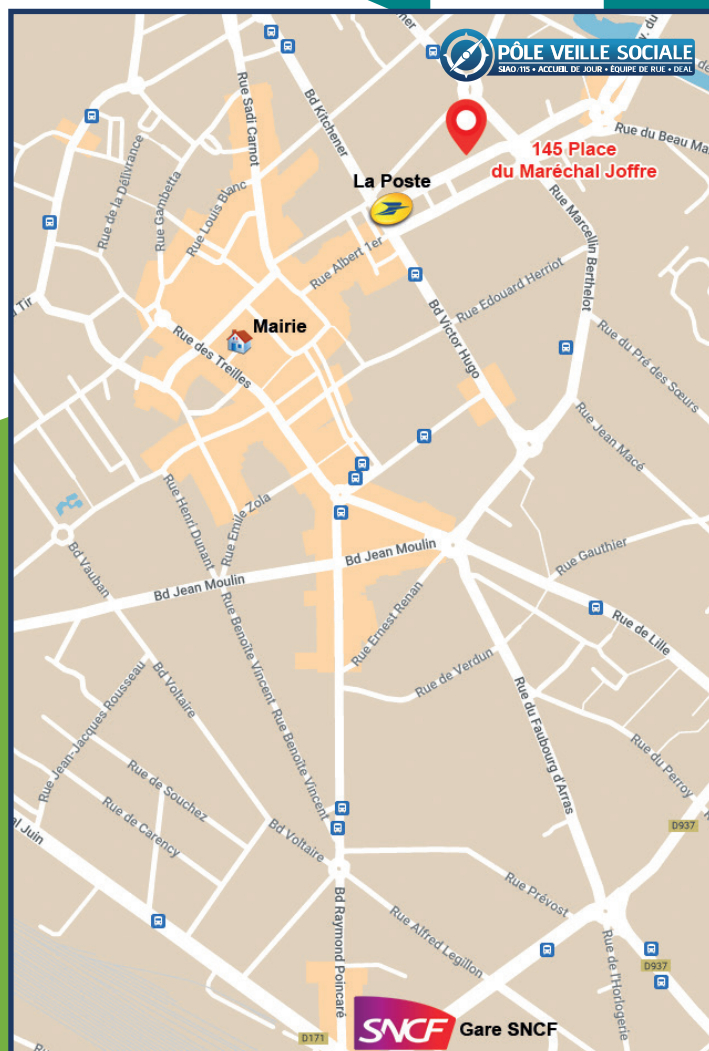 PÔLE VEILLE SOCIALE
SIAO/115 • ACCUEIL DE JOUR • ÉQUIPE DE RUE • DEAL
v. du
de
Rue du Beau Ma
145 Place
du Maréchal Joffre
Bd Kitchener
Rue Sadi Carnot
La Poste
Rue de la Délivrance
Rue Gambetta
Rue Louis Blanc
Rue Albert 1er
Rue Marcellin Berthelot
Rue Edouard Herriot
Bd Victor Hugo
Tir
Mairie
Rue des Treilles
Rue du Pré des Sœurs
Rue Jean Macé
Rue Henri Dunant
Rue Emile Zola
Bd Vauban
Bd Jean Moulin
Bd Jean Moulin
Rue Gauthier
Rue Ernest Renan
Rue de Lille
Rue de Verdun
Rue Benoîte Vincent
Rue Benoîte Vincent
Bd Voltaire
Rue Jean-Jacques Rousseau
Rue du Faubourg d'Arras
Rue du Perroy
Rue de Souchez
Rue de Carency
al Juin
Bd Voltaire
D937
Rue Prévost
Bd Raymond Poincaré
Rue Alfred Legillon
Rue de l'Horlogerie
D937
D171
SNCF
Gare SNCF